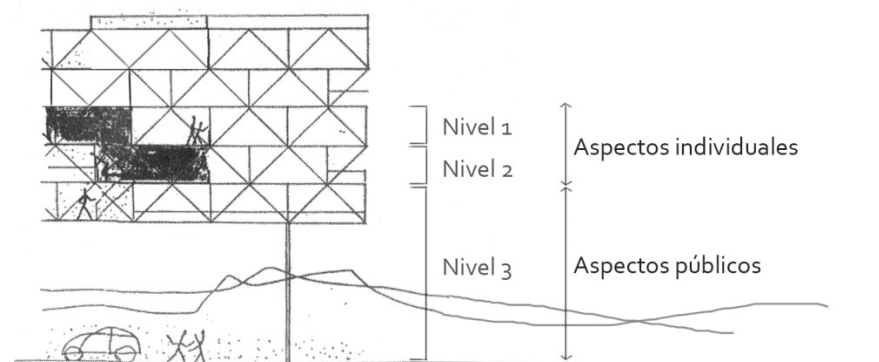 Nivel 1
Nivel 2
Aspectos individuales
Nivel 3
Aspectos públicos